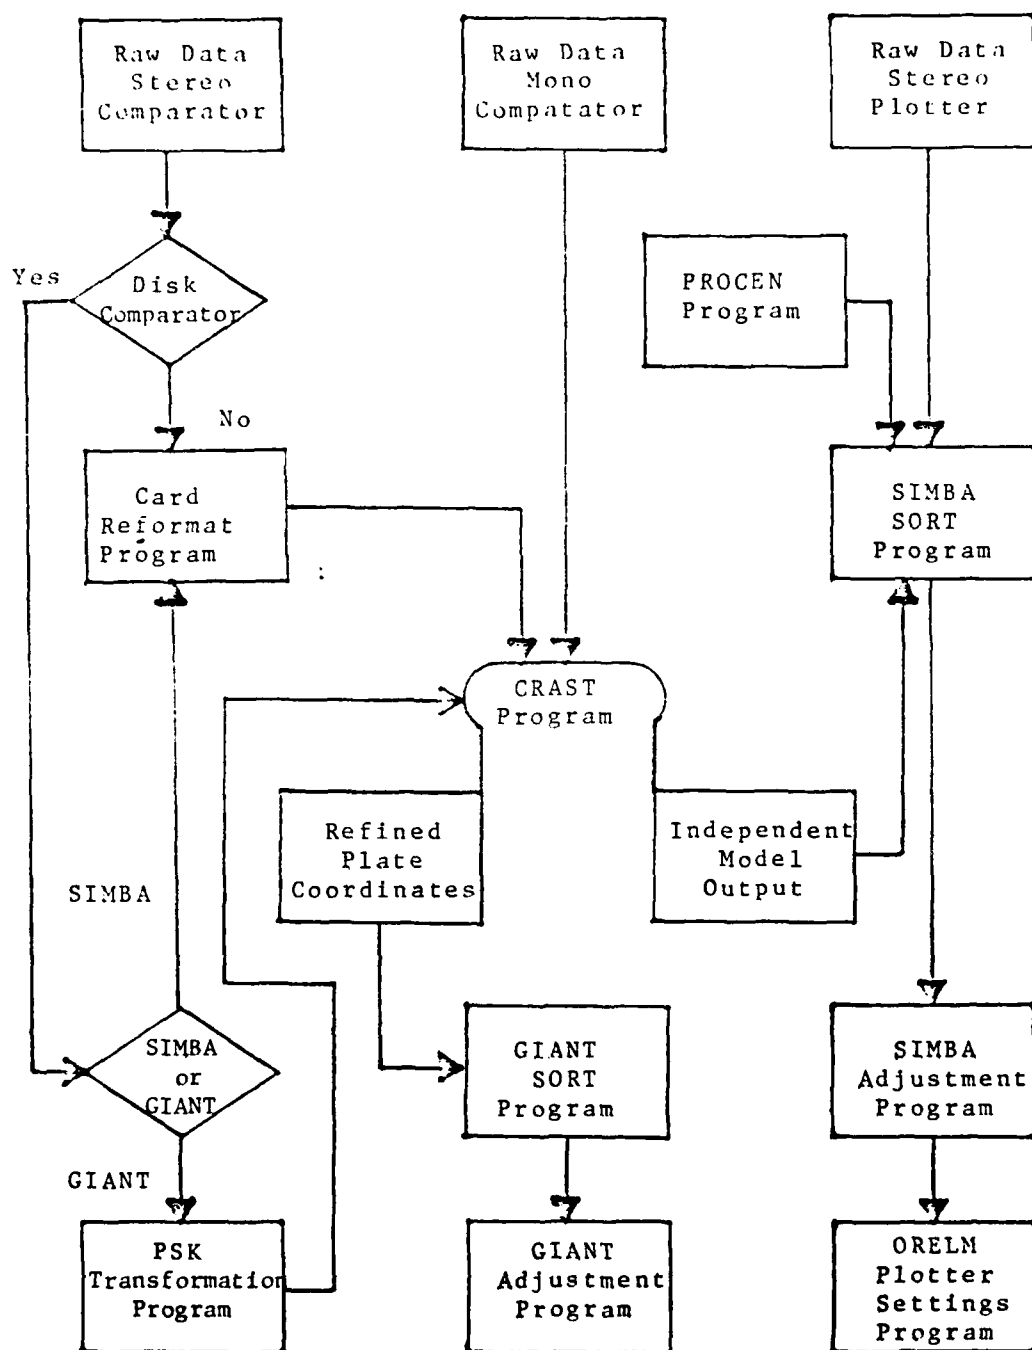 Raw Data
Stereo
Comparator
Raw Data
Mono
Compatator
Raw Data
Stereo
Plotter
Yes
Disk
Comparator
PROCEN
Program
No
Card
Reformat
Program
SIMBA
SORT
Program
CRAST
Program
Refined
Plate
Coordinates
Independent
Model
Output
SIMBA
SIMBA
or
GIANT
GIANT
SORT
Program
SIMBA
Adjustment
Program
GIANT
PSK
Transformation
Program
GIANT
Adjustment
Program
ORELM
Plotter
Settings
Program